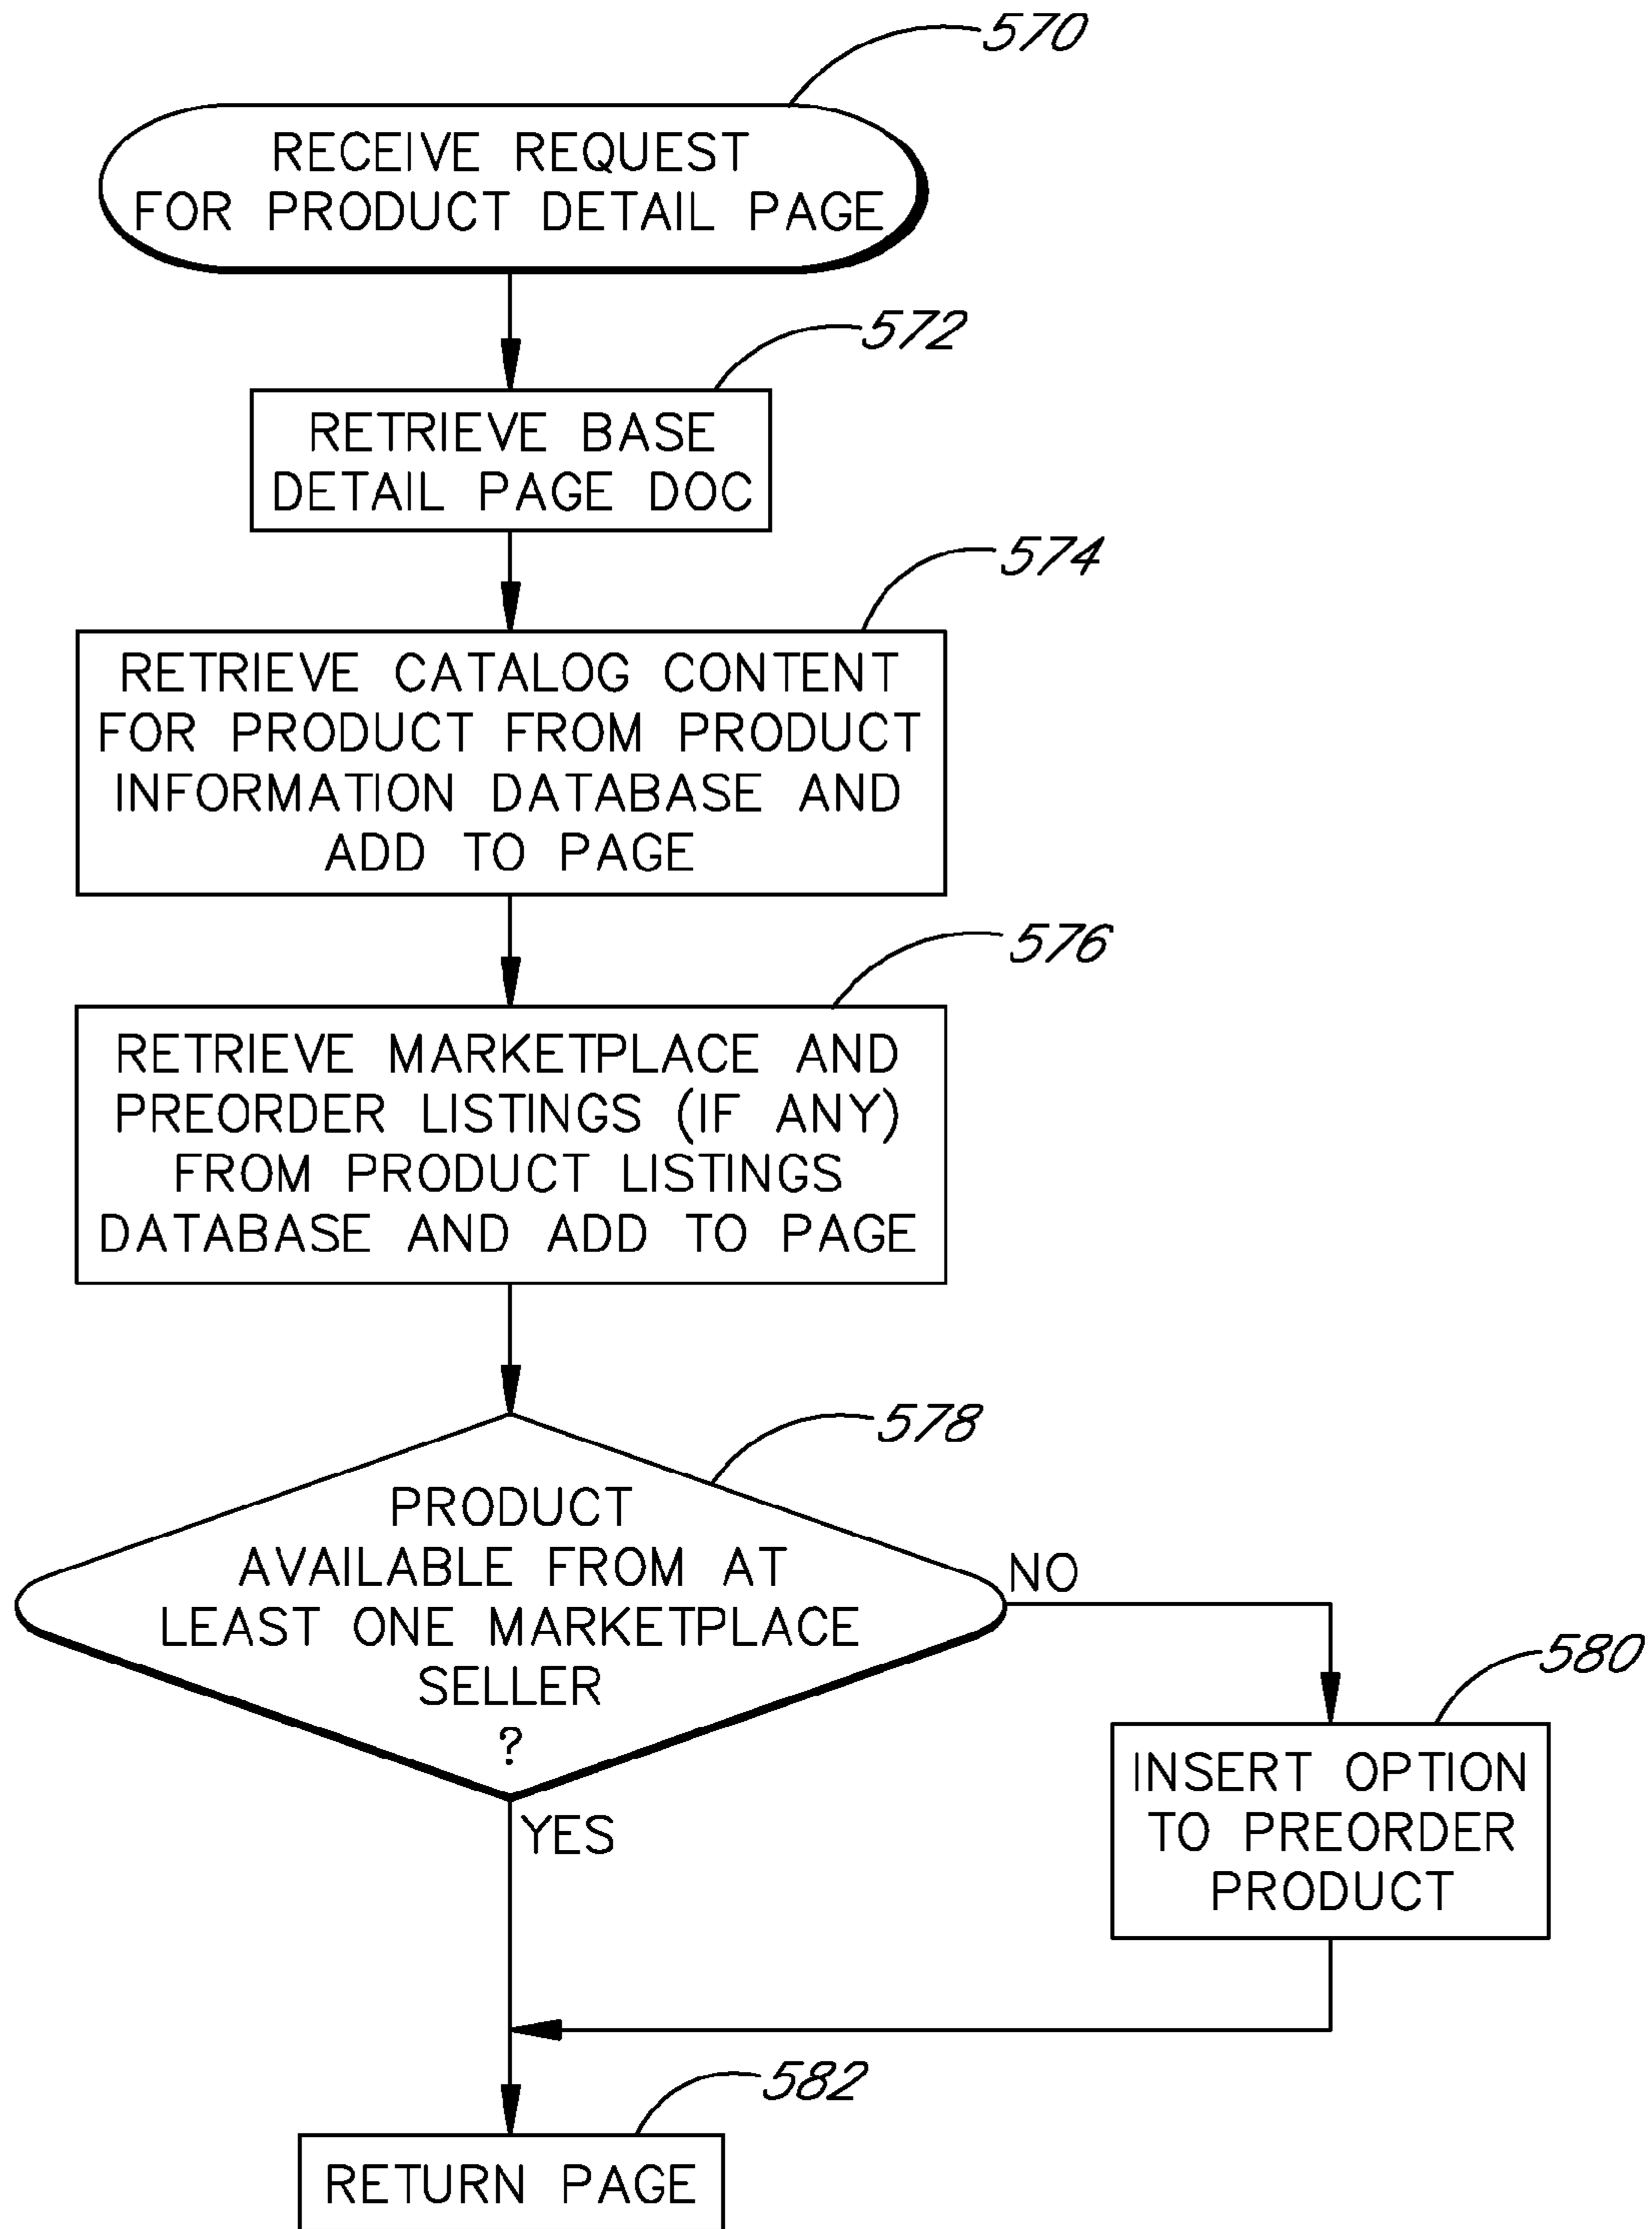 570
RECEIVE REQUEST
FOR PRODUCT DETAIL PAGE
572
RETRIEVE BASE
DETAIL PAGE DOC
574
RETRIEVE CATALOG CONTENT
FOR PRODUCT FROM PRODUCT
INFORMATION DATABASE AND
ADD TO PAGE
576
RETRIEVE MARKETPLACE AND
PREORDER LISTINGS (IF ANY)
FROM PRODUCT LISTINGS
DATABASE AND ADD TO PAGE
578
PRODUCT
AVAILABLE FROM AT
LEAST ONE MARKETPLACE
SELLER
?
NO
580
INSERT OPTION
TO PREORDER
PRODUCT
YES
582
RETURN PAGE